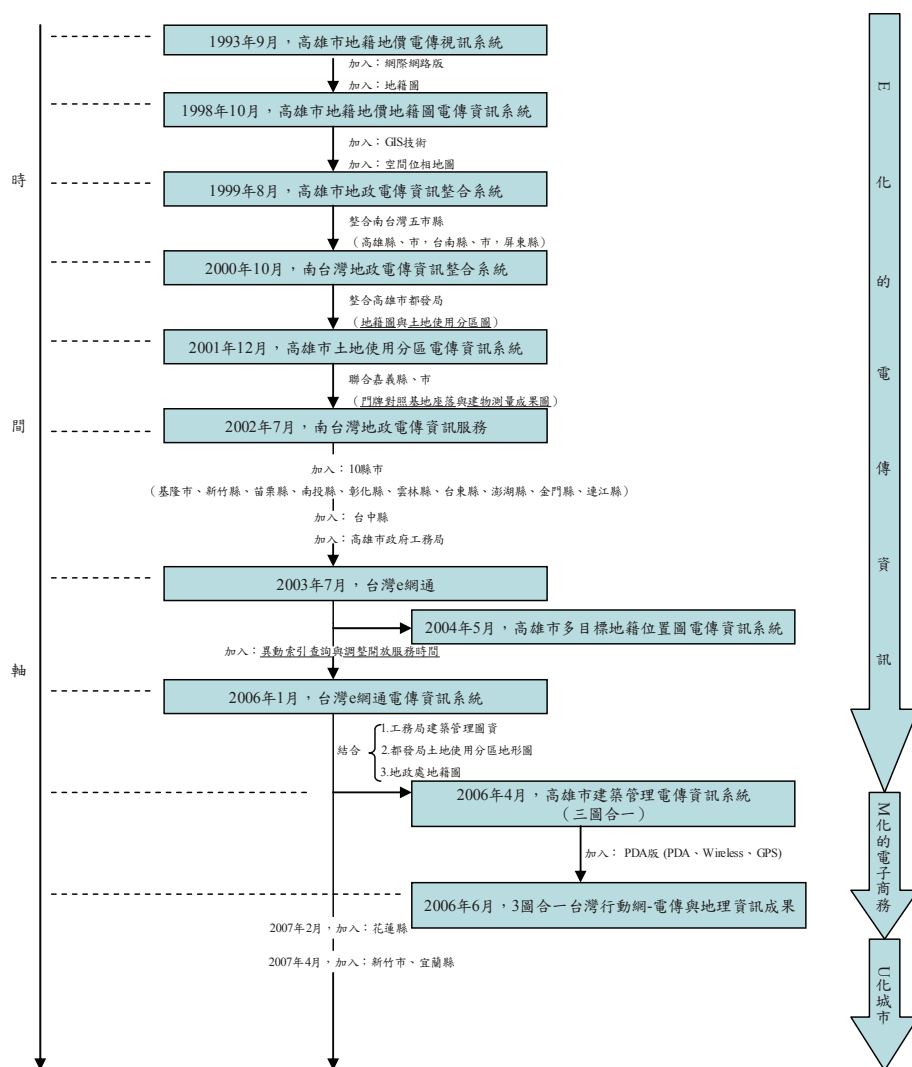 1993年9月，高雄市地籍地價電傳視訊系統
加入：網際網路版
加入：地籍圖
1998年10月，高雄市地籍地價地籍圖電傳資訊系統
加入：GIS技術
加入：空間位相地圖
1999年8月，高雄市地政電傳資訊整合系統
整合南台灣五市縣
（高雄縣、市，台南縣、市，屏東縣）
2000年10月，南台灣地政電傳資訊整合系統
整合高雄市都發局
（地籍圖與土地使用分區圖）
2001年12月，高雄市土地使用分區電傳資訊系統
聯合嘉義縣、市
（門牌對照基地座落與建物測量成果圖）
2002年7月，南台灣地政電傳資訊服務
加入：10縣市
（基隆市、新竹縣、苗栗縣、南投縣、彰化縣、雲林縣、台東縣、澎湖縣、金門縣、連江縣）
加入： 台中縣
加入：高雄市政府工務局
2003年7月，台灣e網通
2004年5月，高雄市多目標地籍位置圖電傳資訊系統
加入：異動索引查詢與調整開放服務時間
2006年1月，台灣e網通電傳資訊系統
結合
1.工務局建築管理圖資
2.都發局土地使用分區地形圖
3.地政處地籍圖
2006年4月，高雄市建築管理電傳資訊系統
（三圖合一）
加入： PDA版 (PDA、Wireless、GPS)
2006年6月，3圖合一台灣行動網-電傳與地理資訊成果
2007年2月，加入：花蓮縣
2007年4月，加入：新竹市、宜蘭縣
時間軸
E化的電傳資訊
M化的電子商務
U化城市